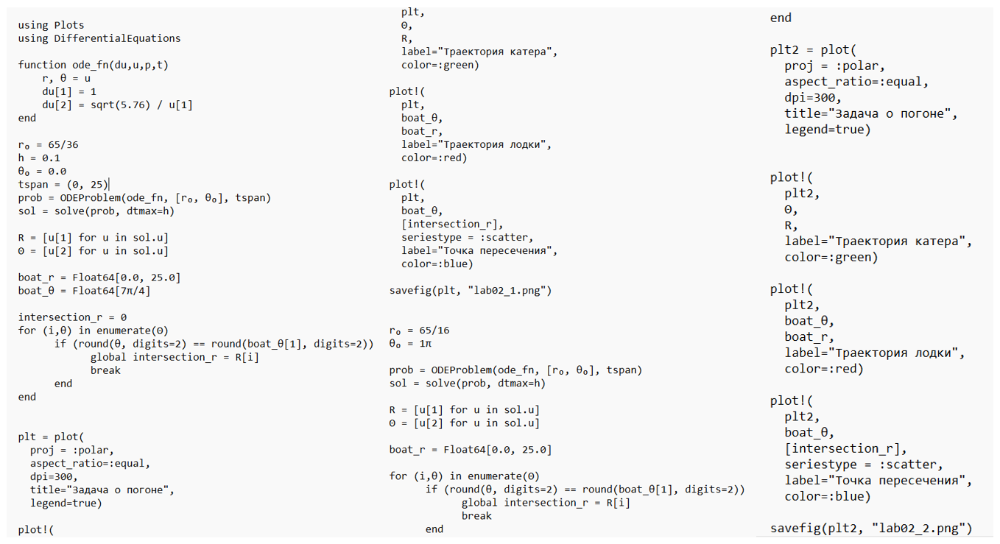 using Plots
using DifferentialEquations
function ode_fn(du,u,p,t)
    r, θ = u
    du[1] = 1
    du[2] = sqrt(5.76) / u[1]
end
r₀ = 65/36
h = 0.1
θ₀ = 0.0
tspan = (0, 25)
prob = ODEProblem(ode_fn, [r₀, θ₀], tspan)
sol = solve(prob, dtmax=h)
R = [u[1] for u in sol.u]
Θ = [u[2] for u in sol.u]
boat_r = Float64[0.0, 25.0]
boat_θ = Float64[7π/4]
intersection_r = 0
for (i,θ) in enumerate(Θ)
      if (round(θ, digits=2) == round(boat_θ[1], digits=2))
            global intersection_r = R[i]
            break
      end
end
plt = plot(
  proj = :polar,
  aspect_ratio=:equal,
  dpi=300,
  title="Задача о погоне",
  legend=true)
plot!(
  plt,
  Θ,
  R,
  label="Траектория катера",
  color=:green)
plot!(
  plt,
  boat_θ,
  boat_r,
  label="Траектория лодки",
  color=:red)
plot!(
  plt,
  boat_θ,
  [intersection_r],
  seriestype = :scatter,
  label="Точка пересечения",
  color=:blue)
savefig(plt, "lab02_1.png")
r₀ = 65/16
θ₀ = 1π
prob = ODEProblem(ode_fn, [r₀, θ₀], tspan)
sol = solve(prob, dtmax=h)
R = [u[1] for u in sol.u]
Θ = [u[2] for u in sol.u]
boat_r = Float64[0.0, 25.0]
for (i,θ) in enumerate(Θ)
      if (round(θ, digits=2) == round(boat_θ[1], digits=2))
            global intersection_r = R[i]
            break
      end
end
plt2 = plot(
  proj = :polar,
  aspect_ratio=:equal,
  dpi=300,
  title="Задача о погоне",
  legend=true)
plot!(
  plt2,
  Θ,
  R,
  label="Траектория катера",
  color=:green)
plot!(
  plt2,
  boat_θ,
  boat_r,
  label="Траектория лодки",
  color=:red)
plot!(
  plt2,
  boat_θ,
  [intersection_r],
  seriestype = :scatter,
  label="Точка пересечения",
  color=:blue)
savefig(plt2, "lab02_2.png")